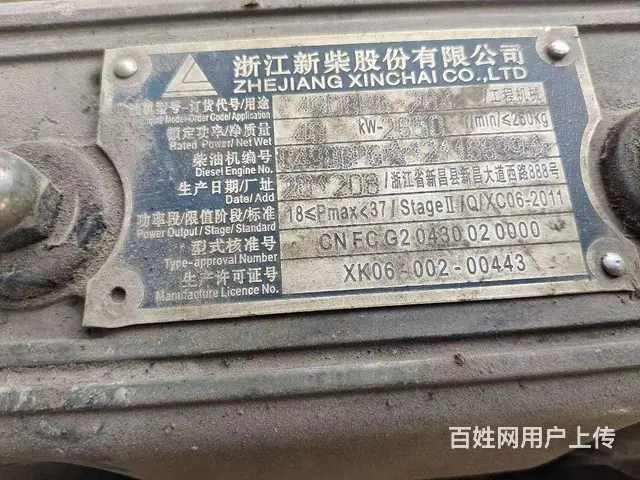 浙江新柴股份有限公司
ZHEJIANG XINCHAI CO.,LTD
机型号-订货代号/用途 工程机械
Model-Order Code/Application
额定功率/净质量 kW-2650 r/min/≤260kg
Rated Power/Net Wet
柴油机编号
Diesel Engine No.
生产日期/厂址 /浙江省新昌县新昌大道西路888号
Date/Add
功率段/限值阶段/标准 18≤Pmax≤37/StageⅡ/Q/XC06-2011
Power Output/Stage/Standard
型式核准号 CN FC G2 0430 02 0000
Type-approval Number
生产许可证号 XK06-002-00443
Manufacture Licence No.
百姓网用户上传